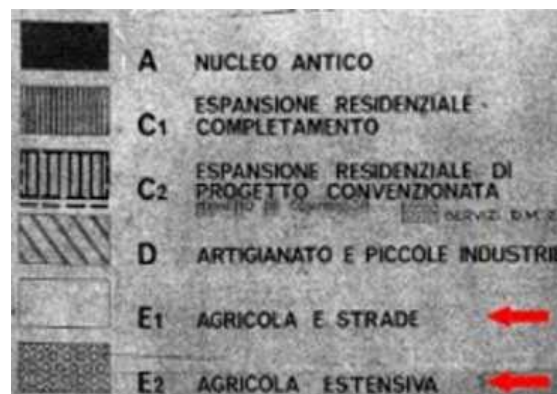 A NUCLEO ANTICO
C1 ESPANSIONE RESIDENZIALE -
COMPLETAMENTO
C2 ESPANSIONE RESIDENZIALE DI
PROGETTO CONVENZIONATA
SERVIZI D.M.
D ARTIGIANATO E PICCOLE INDUSTRIE
E1 AGRICOLA E STRADE
E2 AGRICOLA ESTENSIVA